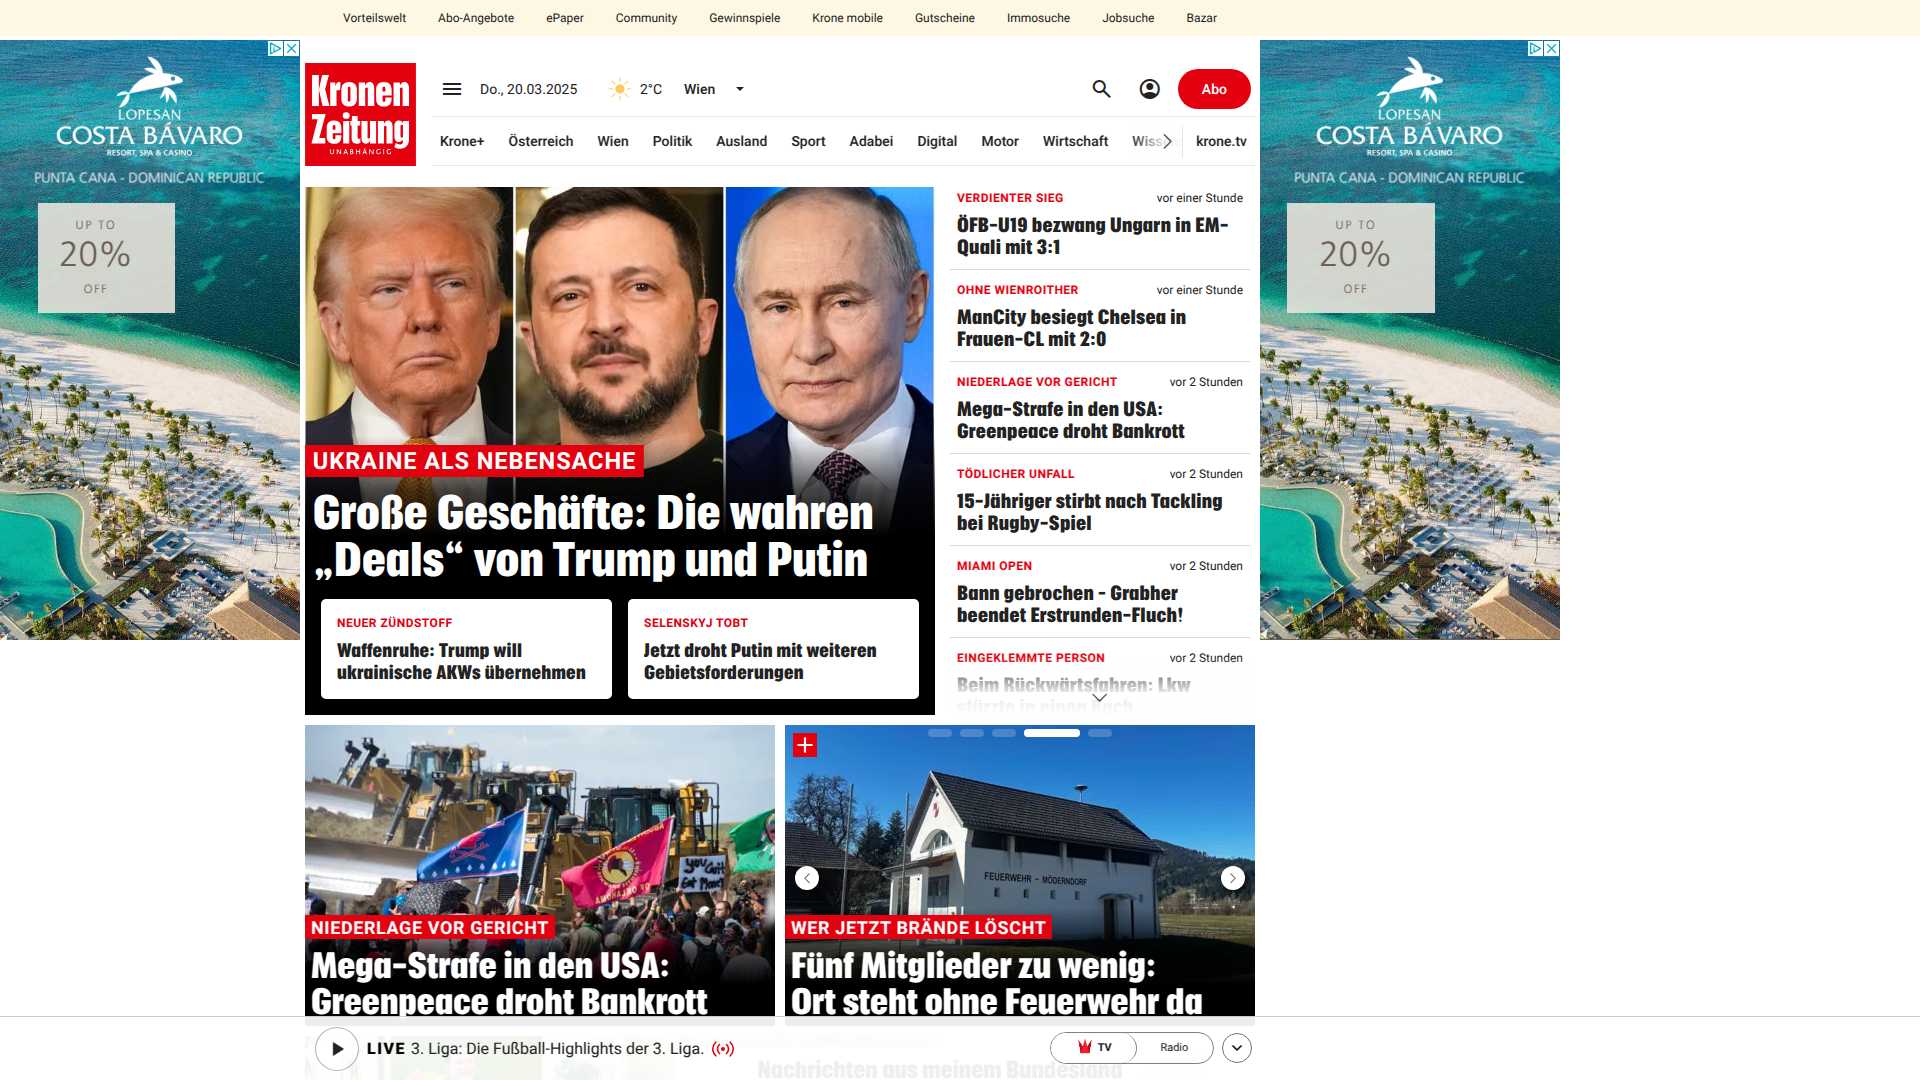 Vorteilswelt Abo-Angebote ePaper Community Gewinnspiele Krone mobile Gutscheine Immosuche Jobsuche Bazar
Kronen
Zeitung
UNABHÄNGIG
Do., 20.03.2025 2°C Wien
Abo
Krone+ Österreich Wien Politik Ausland Sport Adabei Digital Motor Wirtschaft krone.tv
LOPESAN
COSTA BÁVARO
RESORT, SPA & CASINO
PUNTA CANA - DOMINICAN REPUBLIC
UP TO
20%
OFF
UKRAINE ALS NEBENSACHE
Große Geschäfte: Die wahren
„Deals“ von Trump und Putin
NEUER ZÜNDSTOFF
Waffenruhe: Trump will
ukrainische AKWs übernehmen
SELENSKYJ TOBT
Jetzt droht Putin mit weiteren
Gebietsforderungen
VERDIENTER SIEG vor einer Stunde
ÖFB-U19 bezwang Ungarn in EM-
Quali mit 3:1
OHNE WIENROITHER vor einer Stunde
ManCity besiegt Chelsea in
Frauen-CL mit 2:0
NIEDERLAGE VOR GERICHT vor 2 Stunden
Mega-Strafe in den USA:
Greenpeace droht Bankrott
TÖDLICHER UNFALL vor 2 Stunden
15-Jähriger stirbt nach Tackling
bei Rugby-Spiel
MIAMI OPEN vor 2 Stunden
Bann gebrochen - Grabher
beendet Erstrunden-Fluch!
EINGEKLEMMTE PERSON vor 2 Stunden
Beim Rückwärtsfahren: Lkw
stürzte in einen Bach
LOPESAN
COSTA BÁVARO
RESORT, SPA & CASINO
PUNTA CANA - DOMINICAN REPUBLIC
UP TO
20%
OFF
You Can't
Eat Money
NIEDERLAGE VOR GERICHT
Mega-Strafe in den USA:
Greenpeace droht Bankrott
FEUERWEHR - MÖDERNDORF
WER JETZT BRÄNDE LÖSCHT
Fünf Mitglieder zu wenig:
Ort steht ohne Feuerwehr da
LIVE 3. Liga: Die Fußball-Highlights der 3. Liga.
TV Radio
Nachrichten aus meinem Bundesland